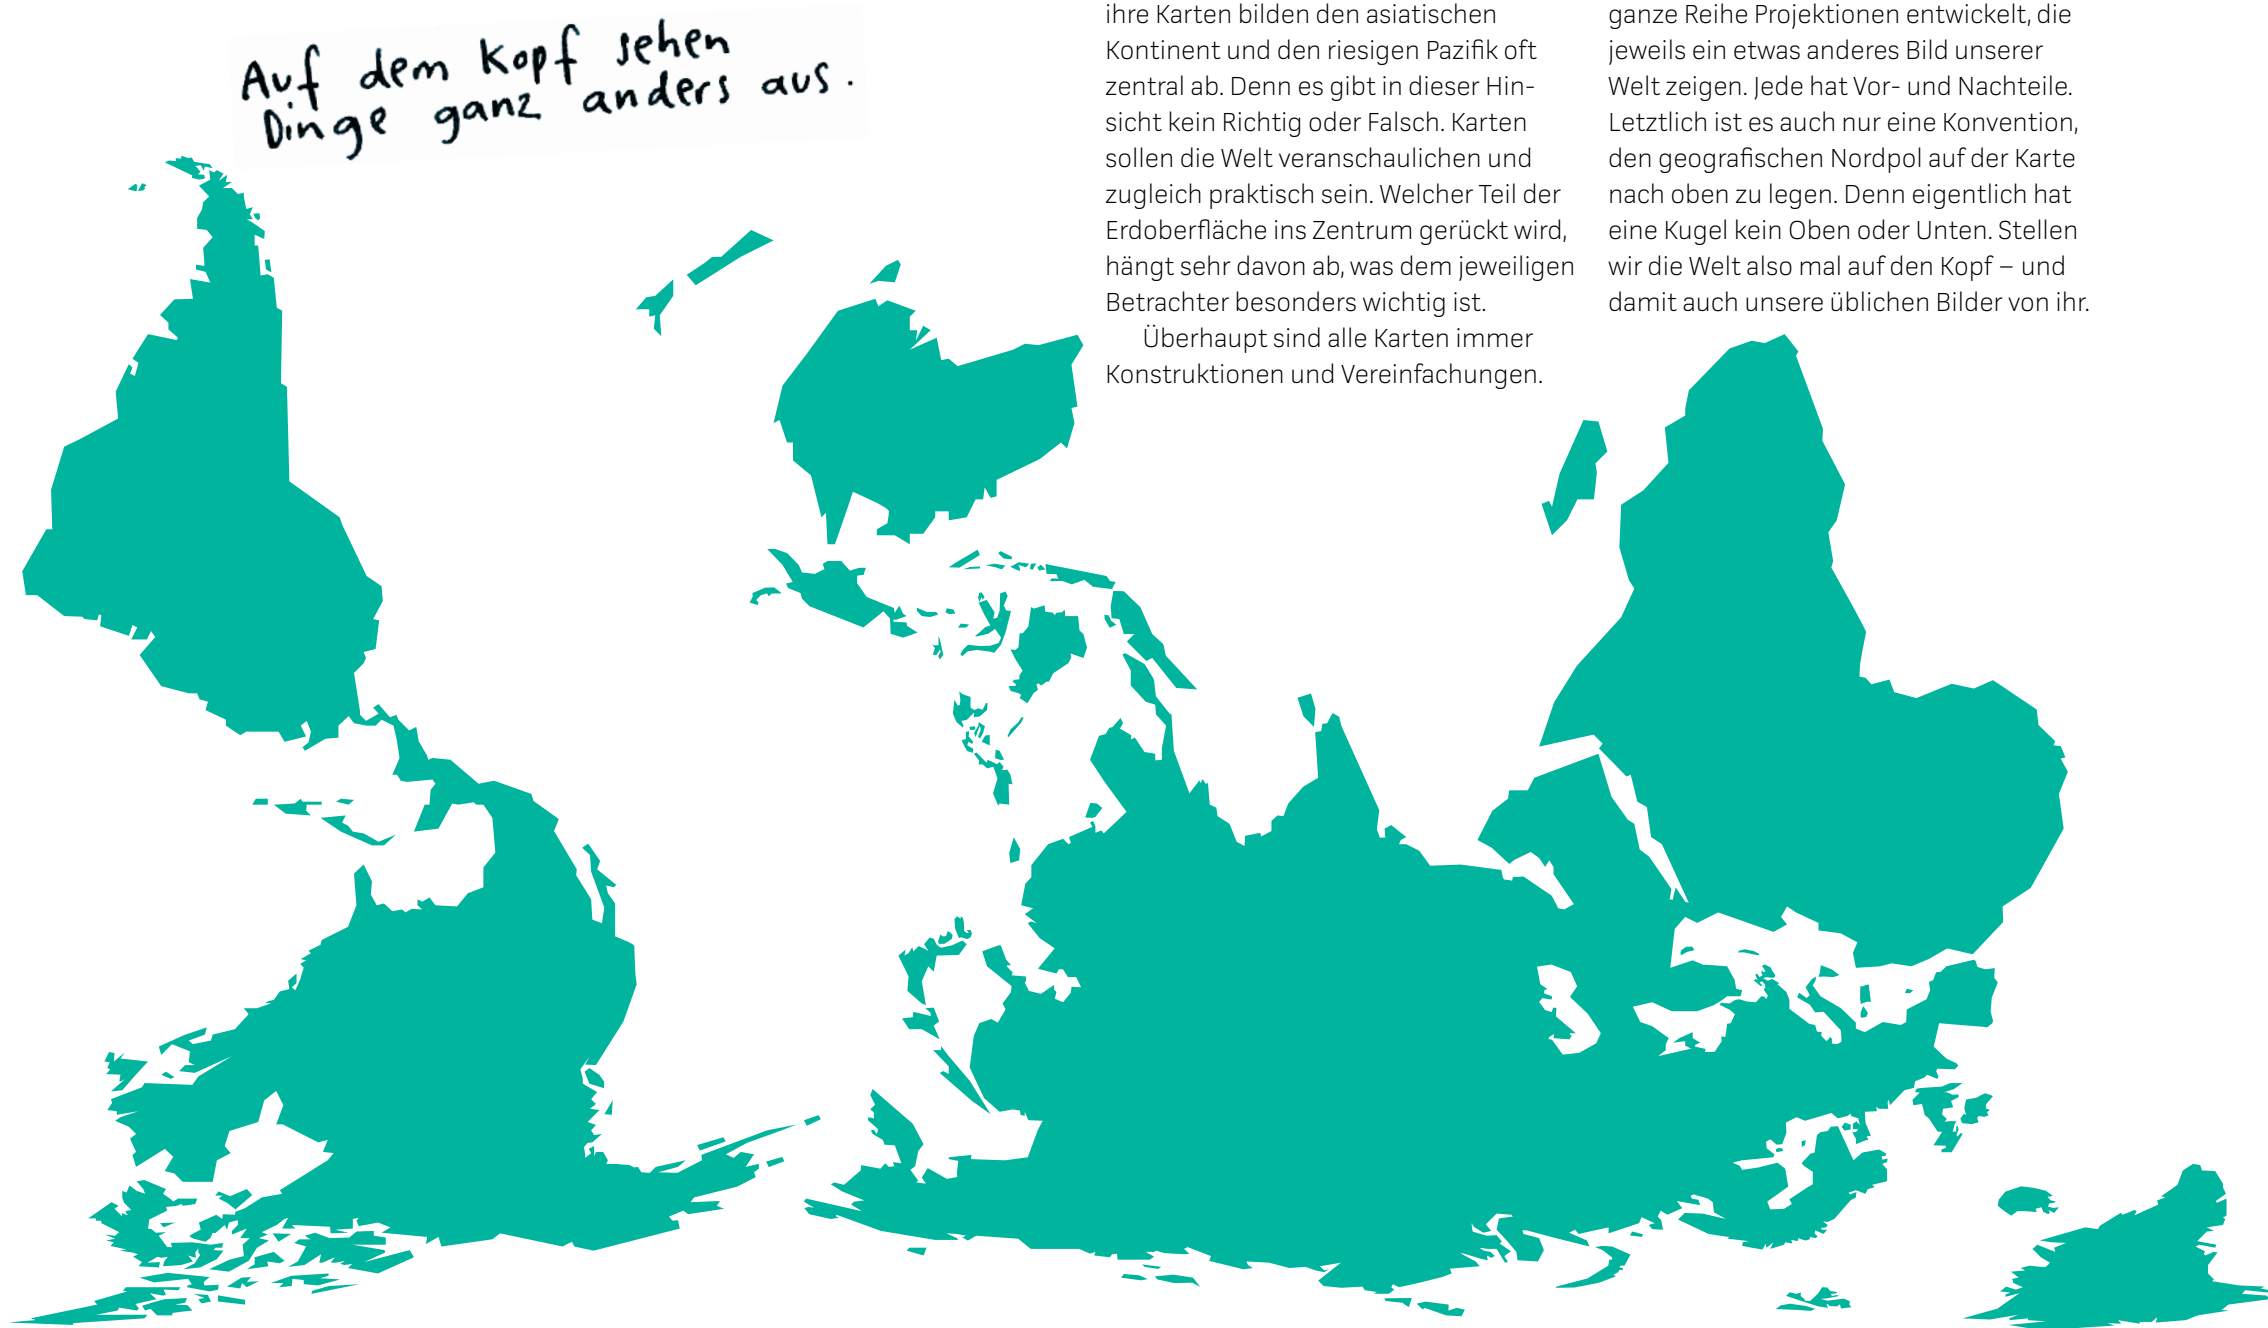 Auf dem Kopf sehen
Dinge ganz anders aus.
ihre Karten bilden den asiatischen
Kontinent und den riesigen Pazifik oft
zentral ab. Denn es gibt in dieser Hin-
sicht kein Richtig oder Falsch. Karten
sollen die Welt veranschaulichen und
zugleich praktisch sein. Welcher Teil der
Erdoberfläche ins Zentrum gerückt wird,
hängt sehr davon ab, was dem jeweiligen
Betrachter besonders wichtig ist.
Überhaupt sind alle Karten immer
Konstruktionen und Vereinfachungen.
ganze Reihe Projektionen entwickelt, die
jeweils ein etwas anderes Bild unserer
Welt zeigen. Jede hat Vor- und Nachteile.
Letztlich ist es auch nur eine Konvention,
den geografischen Nordpol auf der Karte
nach oben zu legen. Denn eigentlich hat
eine Kugel kein Oben oder Unten. Stellen
wir die Welt also mal auf den Kopf – und
damit auch unsere üblichen Bilder von ihr.